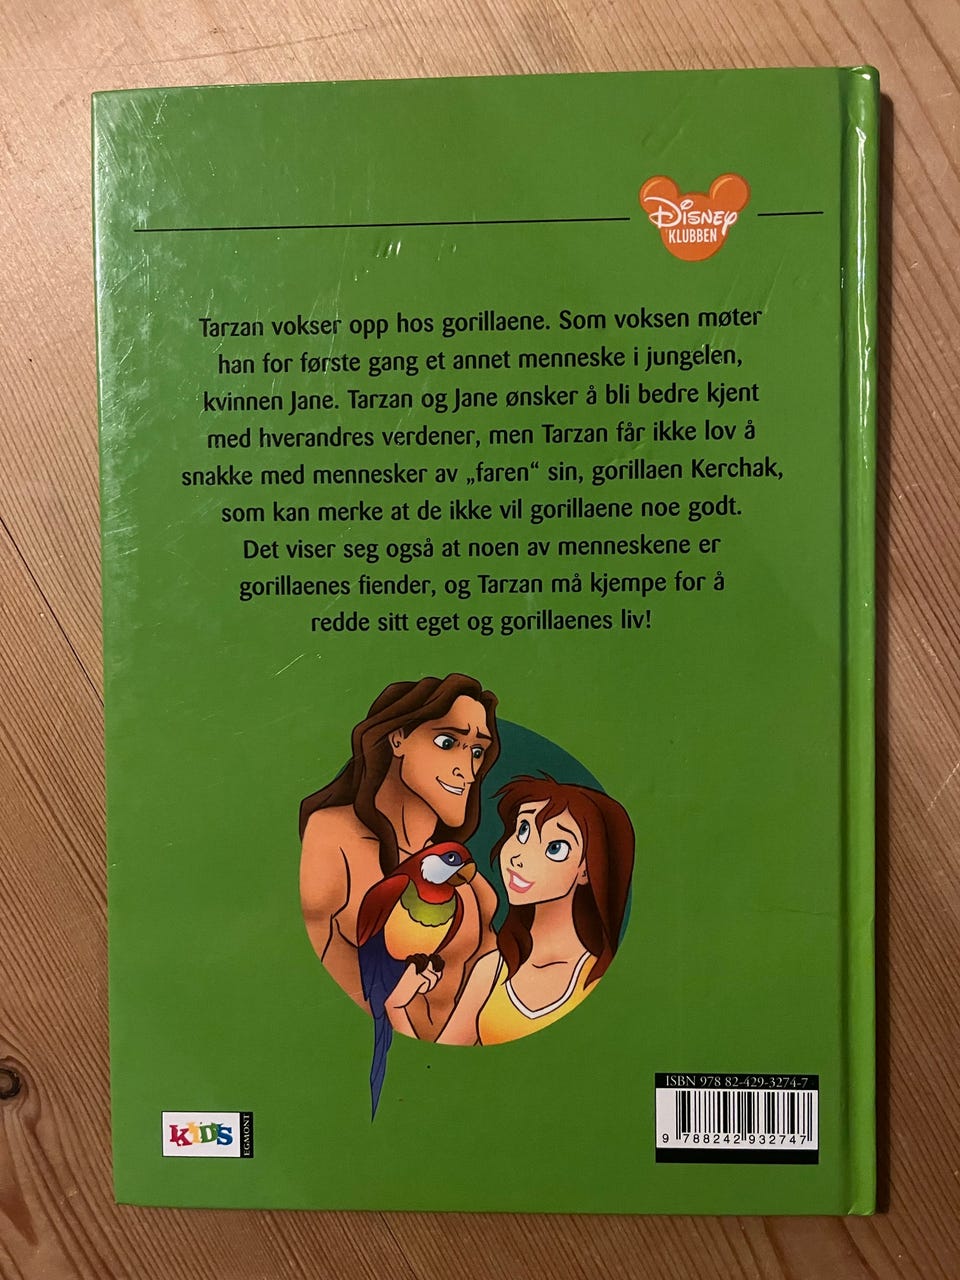 Disney
KLUBBEN
Tarzan vokser opp hos gorillaene. Som voksen møter
han for første gang et annet menneske i jungelen,
kvinnen Jane. Tarzan og Jane ønsker å bli bedre kjent
med hverandres verdener, men Tarzan får ikke lov å
snakke med mennesker av „faren“ sin, gorillaen Kerchak,
som kan merke at de ikke vil gorillaene noe godt.
Det viser seg også at noen av menneskene er
gorillaenes fiender, og Tarzan må kjempe for å
redde sitt eget og gorillaenes liv!
KIDS
EGMONT
ISBN 978 82-429-3274-7
9 788242 932747